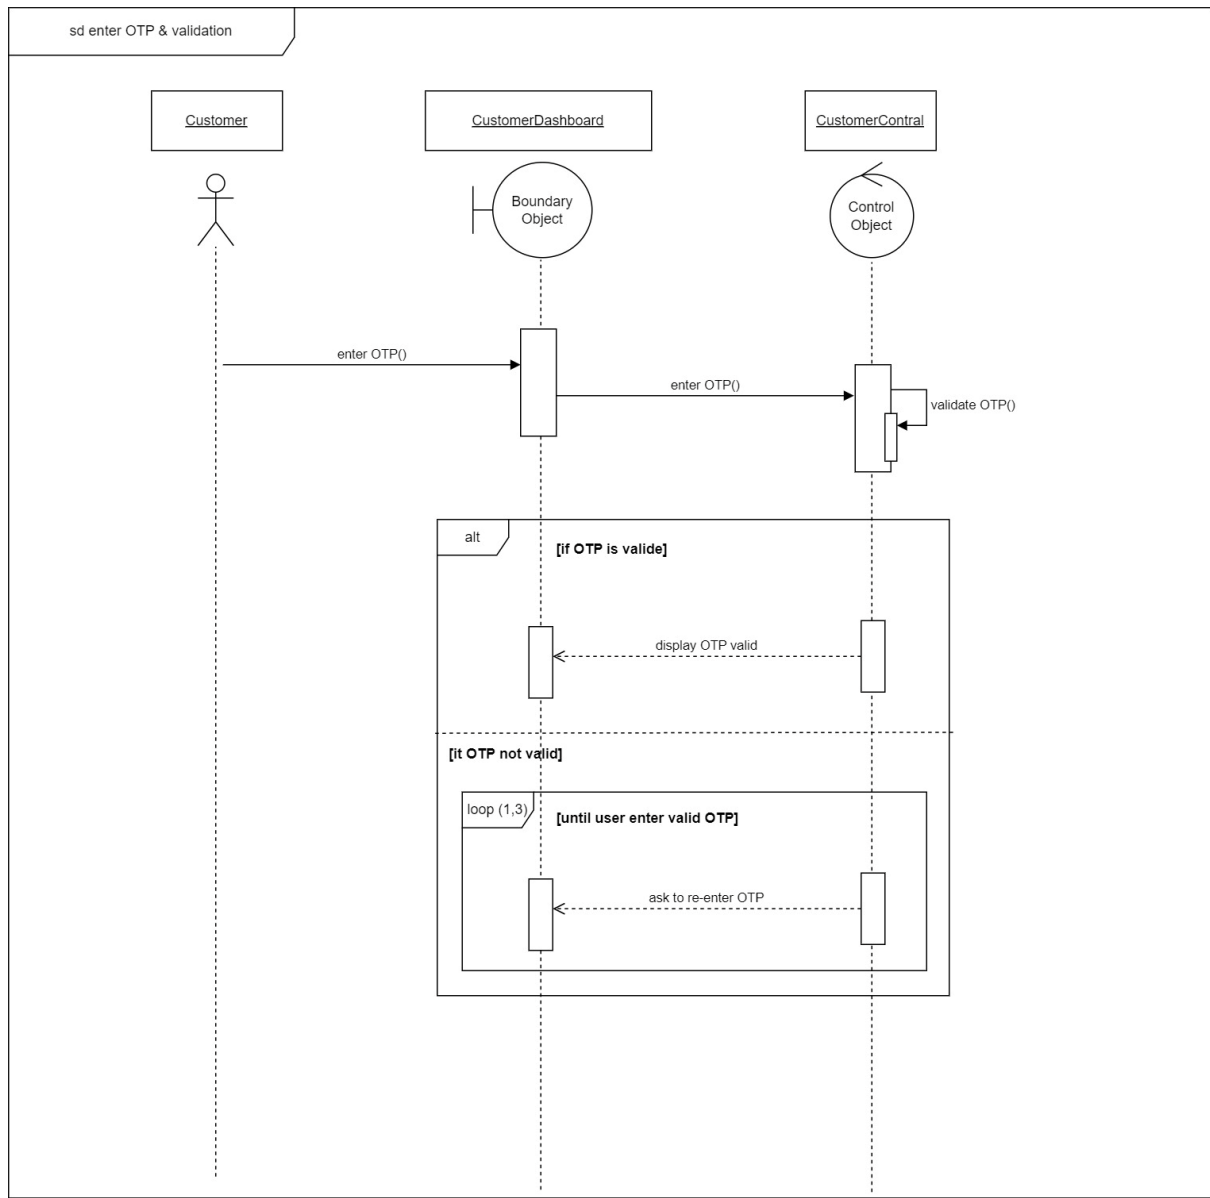 sd enter OTP & validation
Customer
CustomerDashboard
CustomerContral
Boundary
Object
Control
Object
enter OTP()
enter OTP()
validate OTP()
alt
[if OTP is valide]
display OTP valid
[it OTP not valid]
loop (1,3)
[until user enter valid OTP]
ask to re-enter OTP